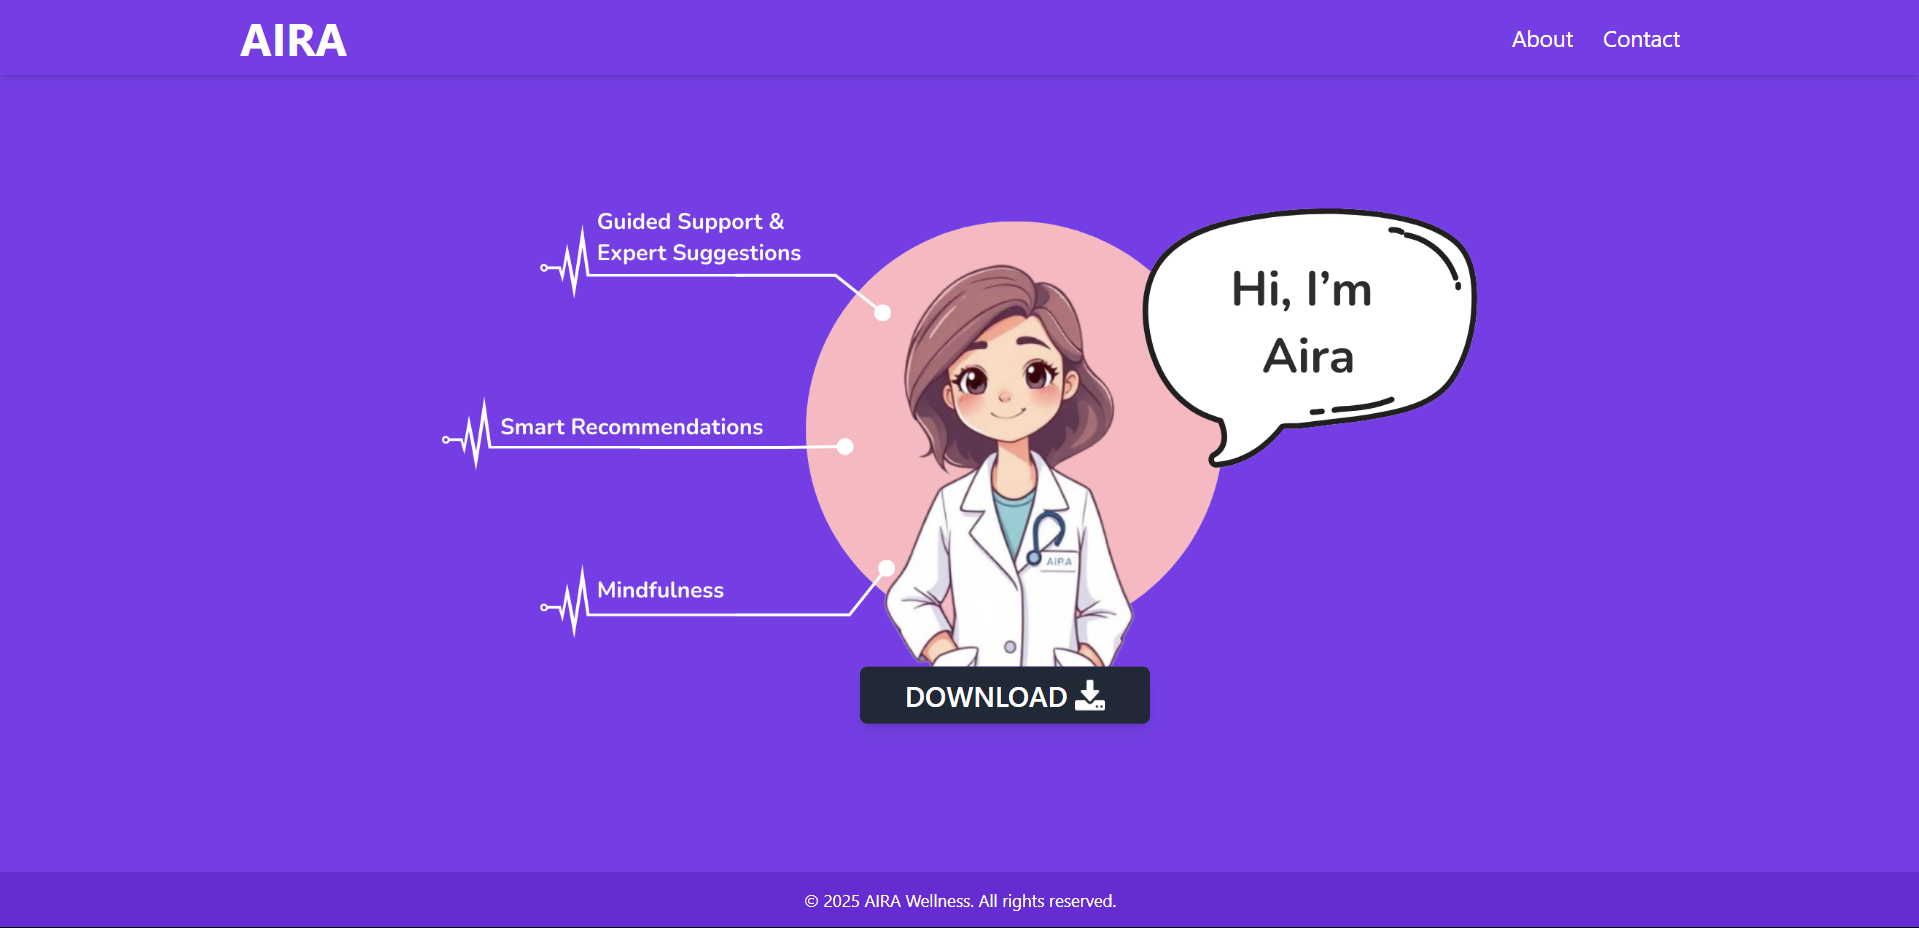 AIRA
About
Contact
Guided Support &
Expert Suggestions
Hi, I’m
Aira
Smart Recommendations
AIRA
Mindfulness
DOWNLOAD
© 2025 AIRA Wellness. All rights reserved.